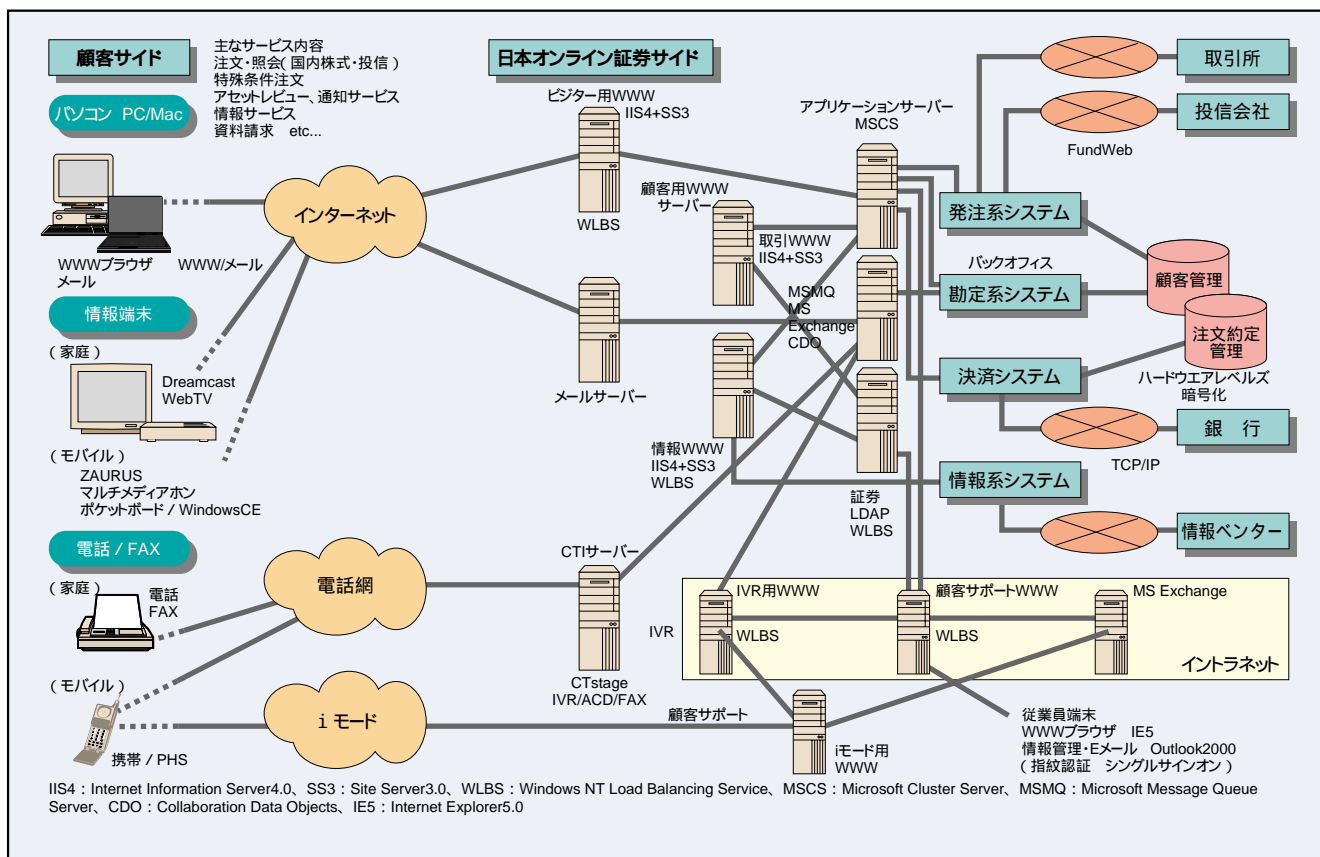 顧客サイド
主なサービス内容
注文・照会(国内株式・投信)
特殊条件注文
アセットレビュー、通知サービス
情報サービス
資料請求 etc...
パソコン PC/Mac
WWWブラウザ
メール
WWW/メール
インターネット
情報端末
(家庭)
Dreamcast
WebTV
(モバイル)
ZAURUS
マルチメディアホン
ポケットボード / WindowsCE
電話 / FAX
(家庭)
電話
FAX
電話網
(モバイル)
携帯 / PHS
i モード
日本オンライン証券サイド
ビジター用WWW
IIS4+SS3
WLBS
顧客用WWW
サーバー
取引WWW
IIS4+SS3
メールサーバー
情報WWW
IIS4+SS3
WLBS
アプリケーションサーバー
MSCS
MSMQ
MS
Exchange
CDO
証券
LDAP
WLBS
CTIサーバー
CTstage
IVR/ACD/FAX
取引所
投信会社
FundWeb
発注系システム
バックオフィス
勘定系システム
顧客管理
注文約定
管理
ハードウエアレベルズ
暗号化
決済システム
銀 行
TCP/IP
情報系システム
情報ベンター
IVR用WWW
IVR
WLBS
顧客サポートWWW
WLBS
MS Exchange
イントラネット
顧客サポート
iモード用
WWW
従業員端末
WWWブラウザ IE5
情報管理・Eメール Outlook2000
(指紋認証 シングルサインオン)
IIS4：Internet Information Server4.0、SS3：Site Server3.0、WLBS：Windows NT Load Balancing Service、MSCS：Microsoft Cluster Server、MSMQ：Microsoft Message Queue
Server、CDO：Collaboration Data Objects、IE5：Internet Explorer5.0